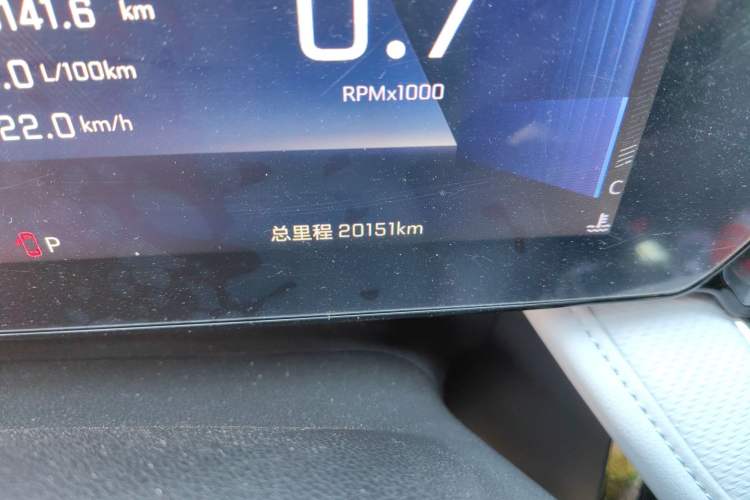 141.6 km
.0 L/100km
22.0 km/h
0.7
RPMx1000
C
P
总里程 20151km